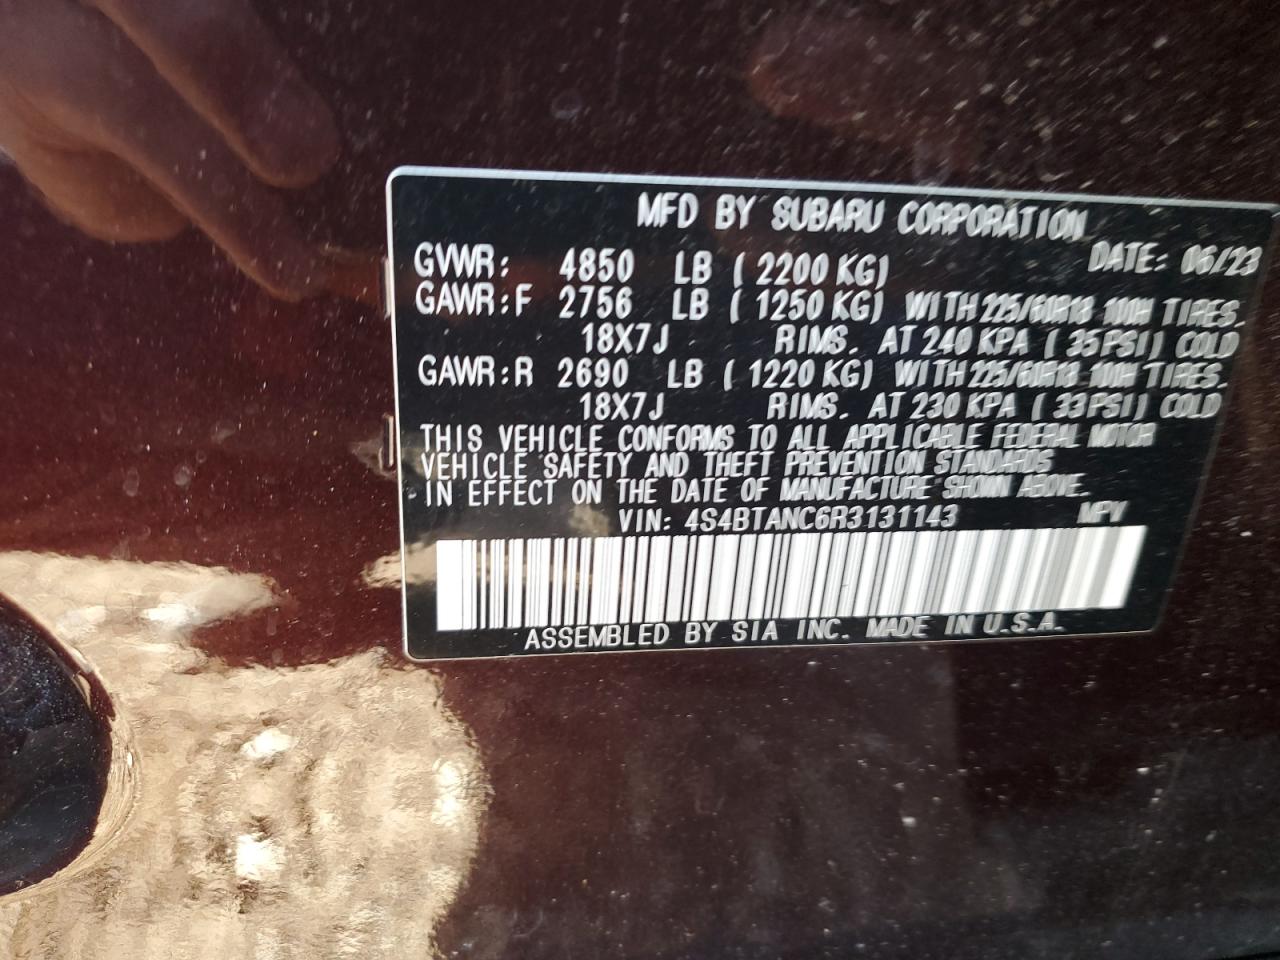 MFD BY SUBARU CORPORATION
DATE: 06/23
GVWR: 4850 LB (2200 KG)
GAWR:F 2756 LB (1250 KG) WITH 225/60R18 100H TIRES.
18X7J RIMS. AT 240 KPA (35PSI) COLD
GAWR:R 2690 LB (1220 KG) WITH 225/60R18 100H TIRES.
18X7J RIMS. AT 230 KPA (33PSI) COLD
THIS VEHICLE CONFORMS TO ALL APPLICABLE FEDERAL MOTOR
VEHICLE SAFETY AND THEFT PREVENTION STANDARDS
IN EFFECT ON THE DATE OF MANUFACTURE SHOWN ABOVE.
VIN: 4S4BTANC6R3131143 MPV
ASSEMBLED BY SIA INC. MADE IN U.S.A.